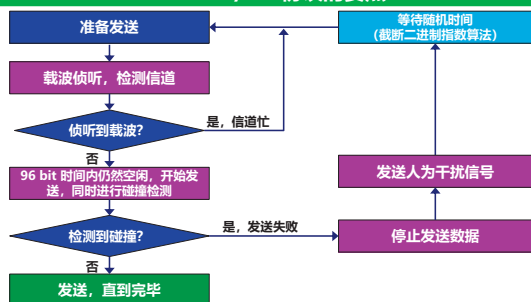 准备发送
等待随机时间
（截断二进制指数算法）
载波侦听，检测信道
侦听到载波？
是，信道忙
否
96 bit 时间内仍然空闲，开始发
送，同时进行碰撞检测
发送人为干扰信号
检测到碰撞？
是，发送失败
停止发送数据
否
发送，直到完毕